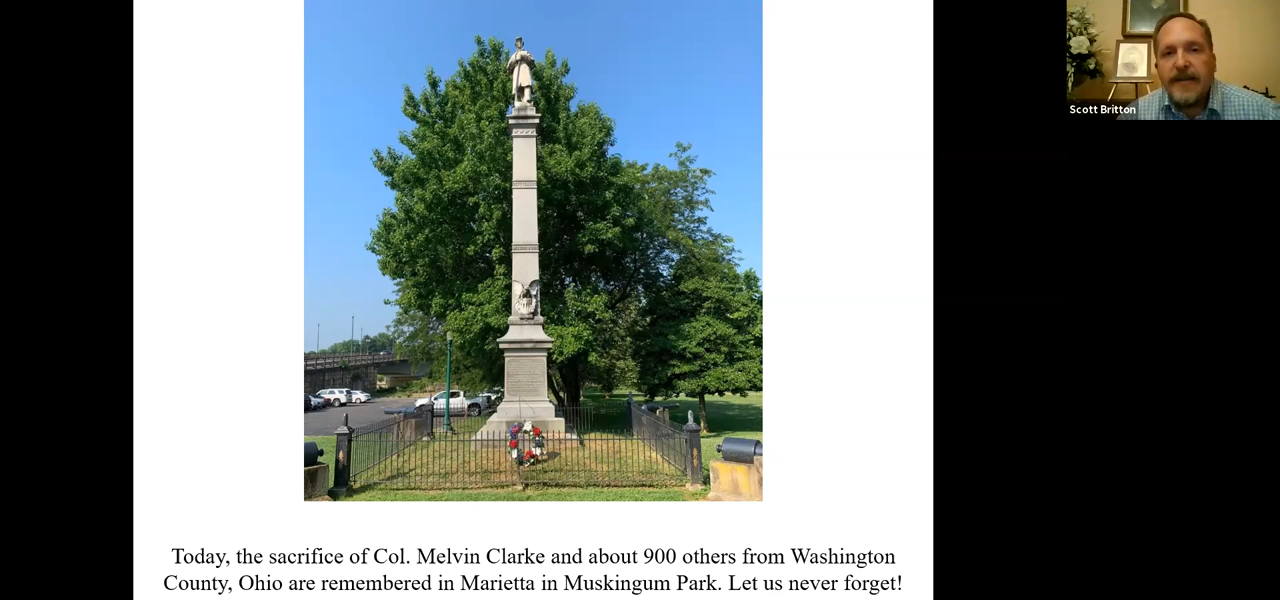 Scott Britton
Today, the sacrifice of Col. Melvin Clarke and about 900 others from Washington
County, Ohio are remembered in Marietta in Muskingum Park. Let us never forget!